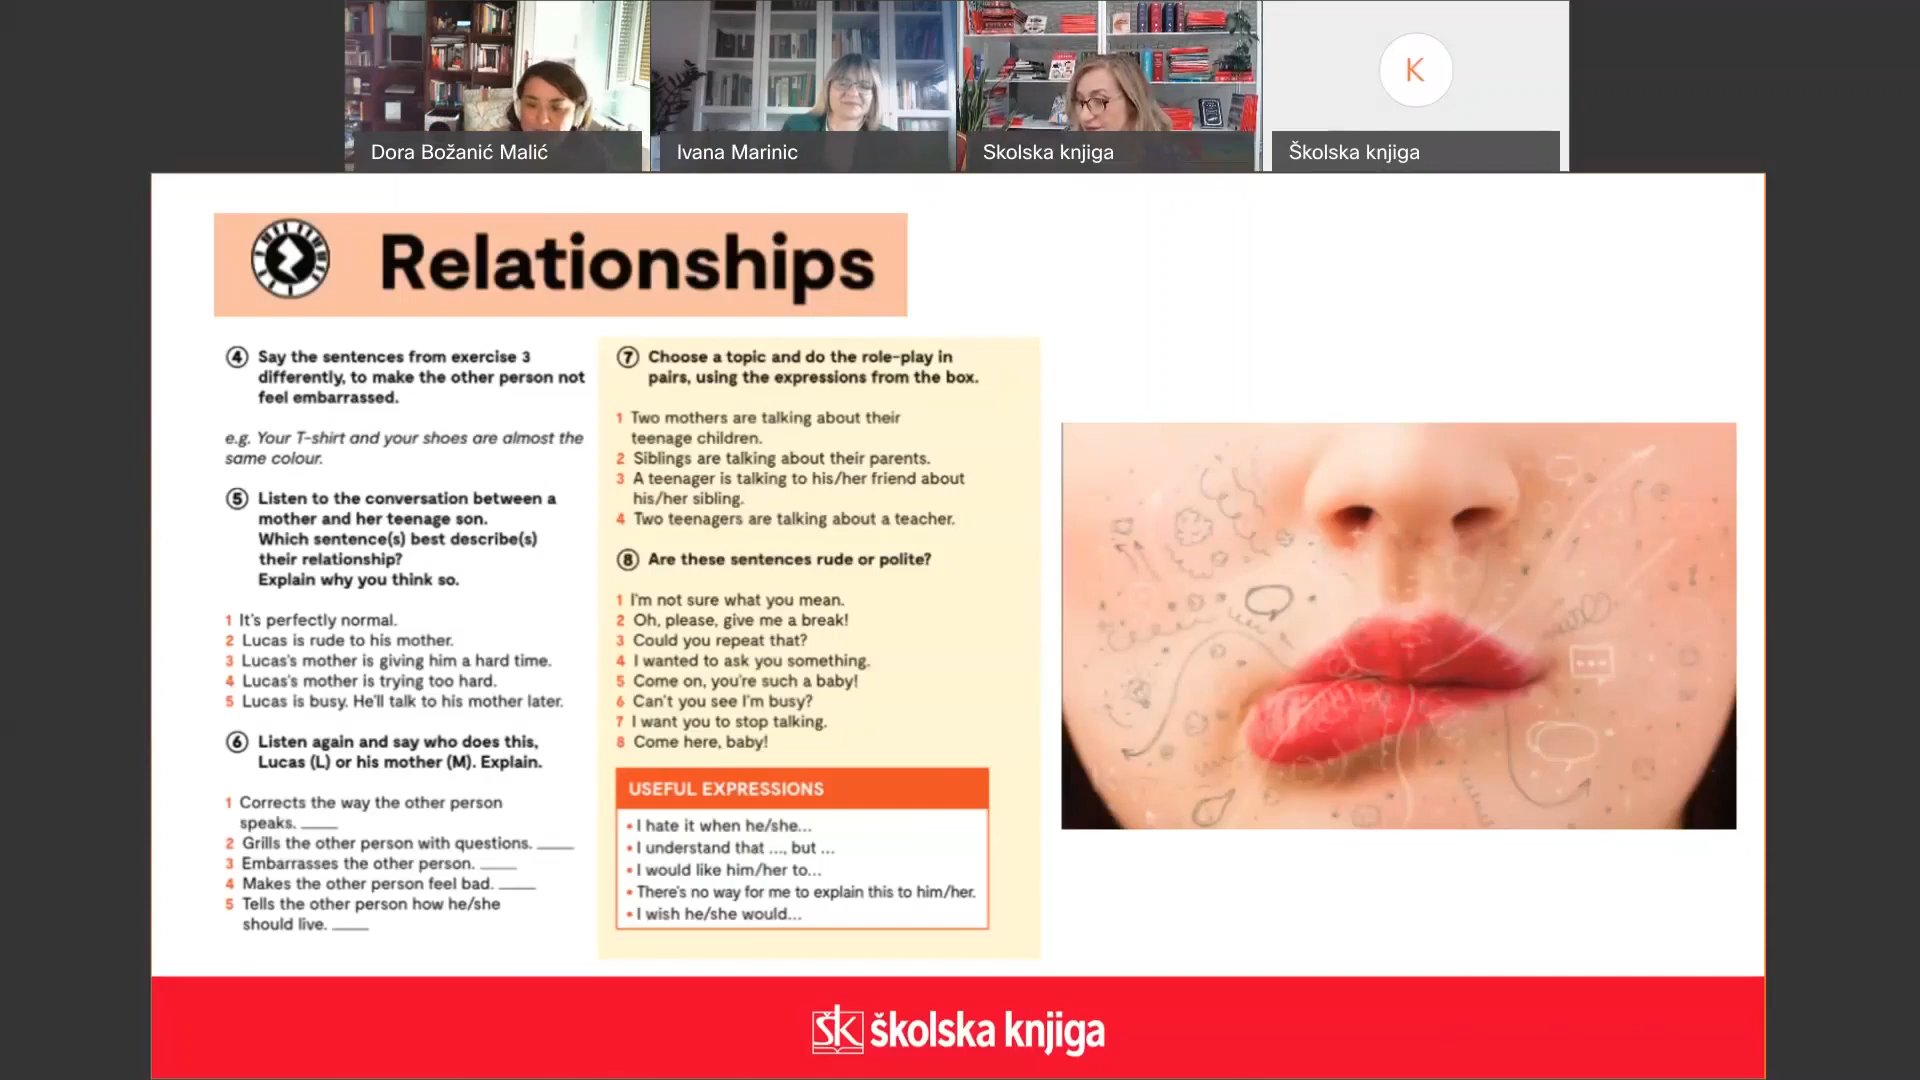 Dora Božanić Malić
Ivana Marinic
Skolska knjiga
K
Školska knjiga
Relationships
4 Say the sentences from exercise 3
differently, to make the other person not
feel embarrassed.
e.g. Your T-shirt and your shoes are almost the
same colour.
5 Listen to the conversation between a
mother and her teenage son.
Which sentence(s) best describe(s)
their relationship?
Explain why you think so.
1 It's perfectly normal.
2 Lucas is rude to his mother.
3 Lucas's mother is giving him a hard time.
4 Lucas's mother is trying too hard.
5 Lucas is busy. He'll talk to his mother later.
6 Listen again and say who does this,
Lucas (L) or his mother (M). Explain.
1 Corrects the way the other person
speaks. ____
2 Grills the other person with questions. ____
3 Embarrasses the other person. ____
4 Makes the other person feel bad. ____
5 Tells the other person how he/she
should live. ____
7 Choose a topic and do the role-play in
pairs, using the expressions from the box.
1 Two mothers are talking about their
teenage children.
2 Siblings are talking about their parents.
3 A teenager is talking to his/her friend about
his/her sibling.
4 Two teenagers are talking about a teacher.
8 Are these sentences rude or polite?
1 I'm not sure what you mean.
2 Oh, please, give me a break!
3 Could you repeat that?
4 I wanted to ask you something.
5 Come on, you're such a baby!
6 Can't you see I'm busy?
7 I want you to stop talking.
8 Come here, baby!
USEFUL EXPRESSIONS
• I hate it when he/she...
• I understand that ..., but ...
• I would like him/her to...
• There's no way for me to explain this to him/her.
• I wish he/she would...
ŠK školska knjiga